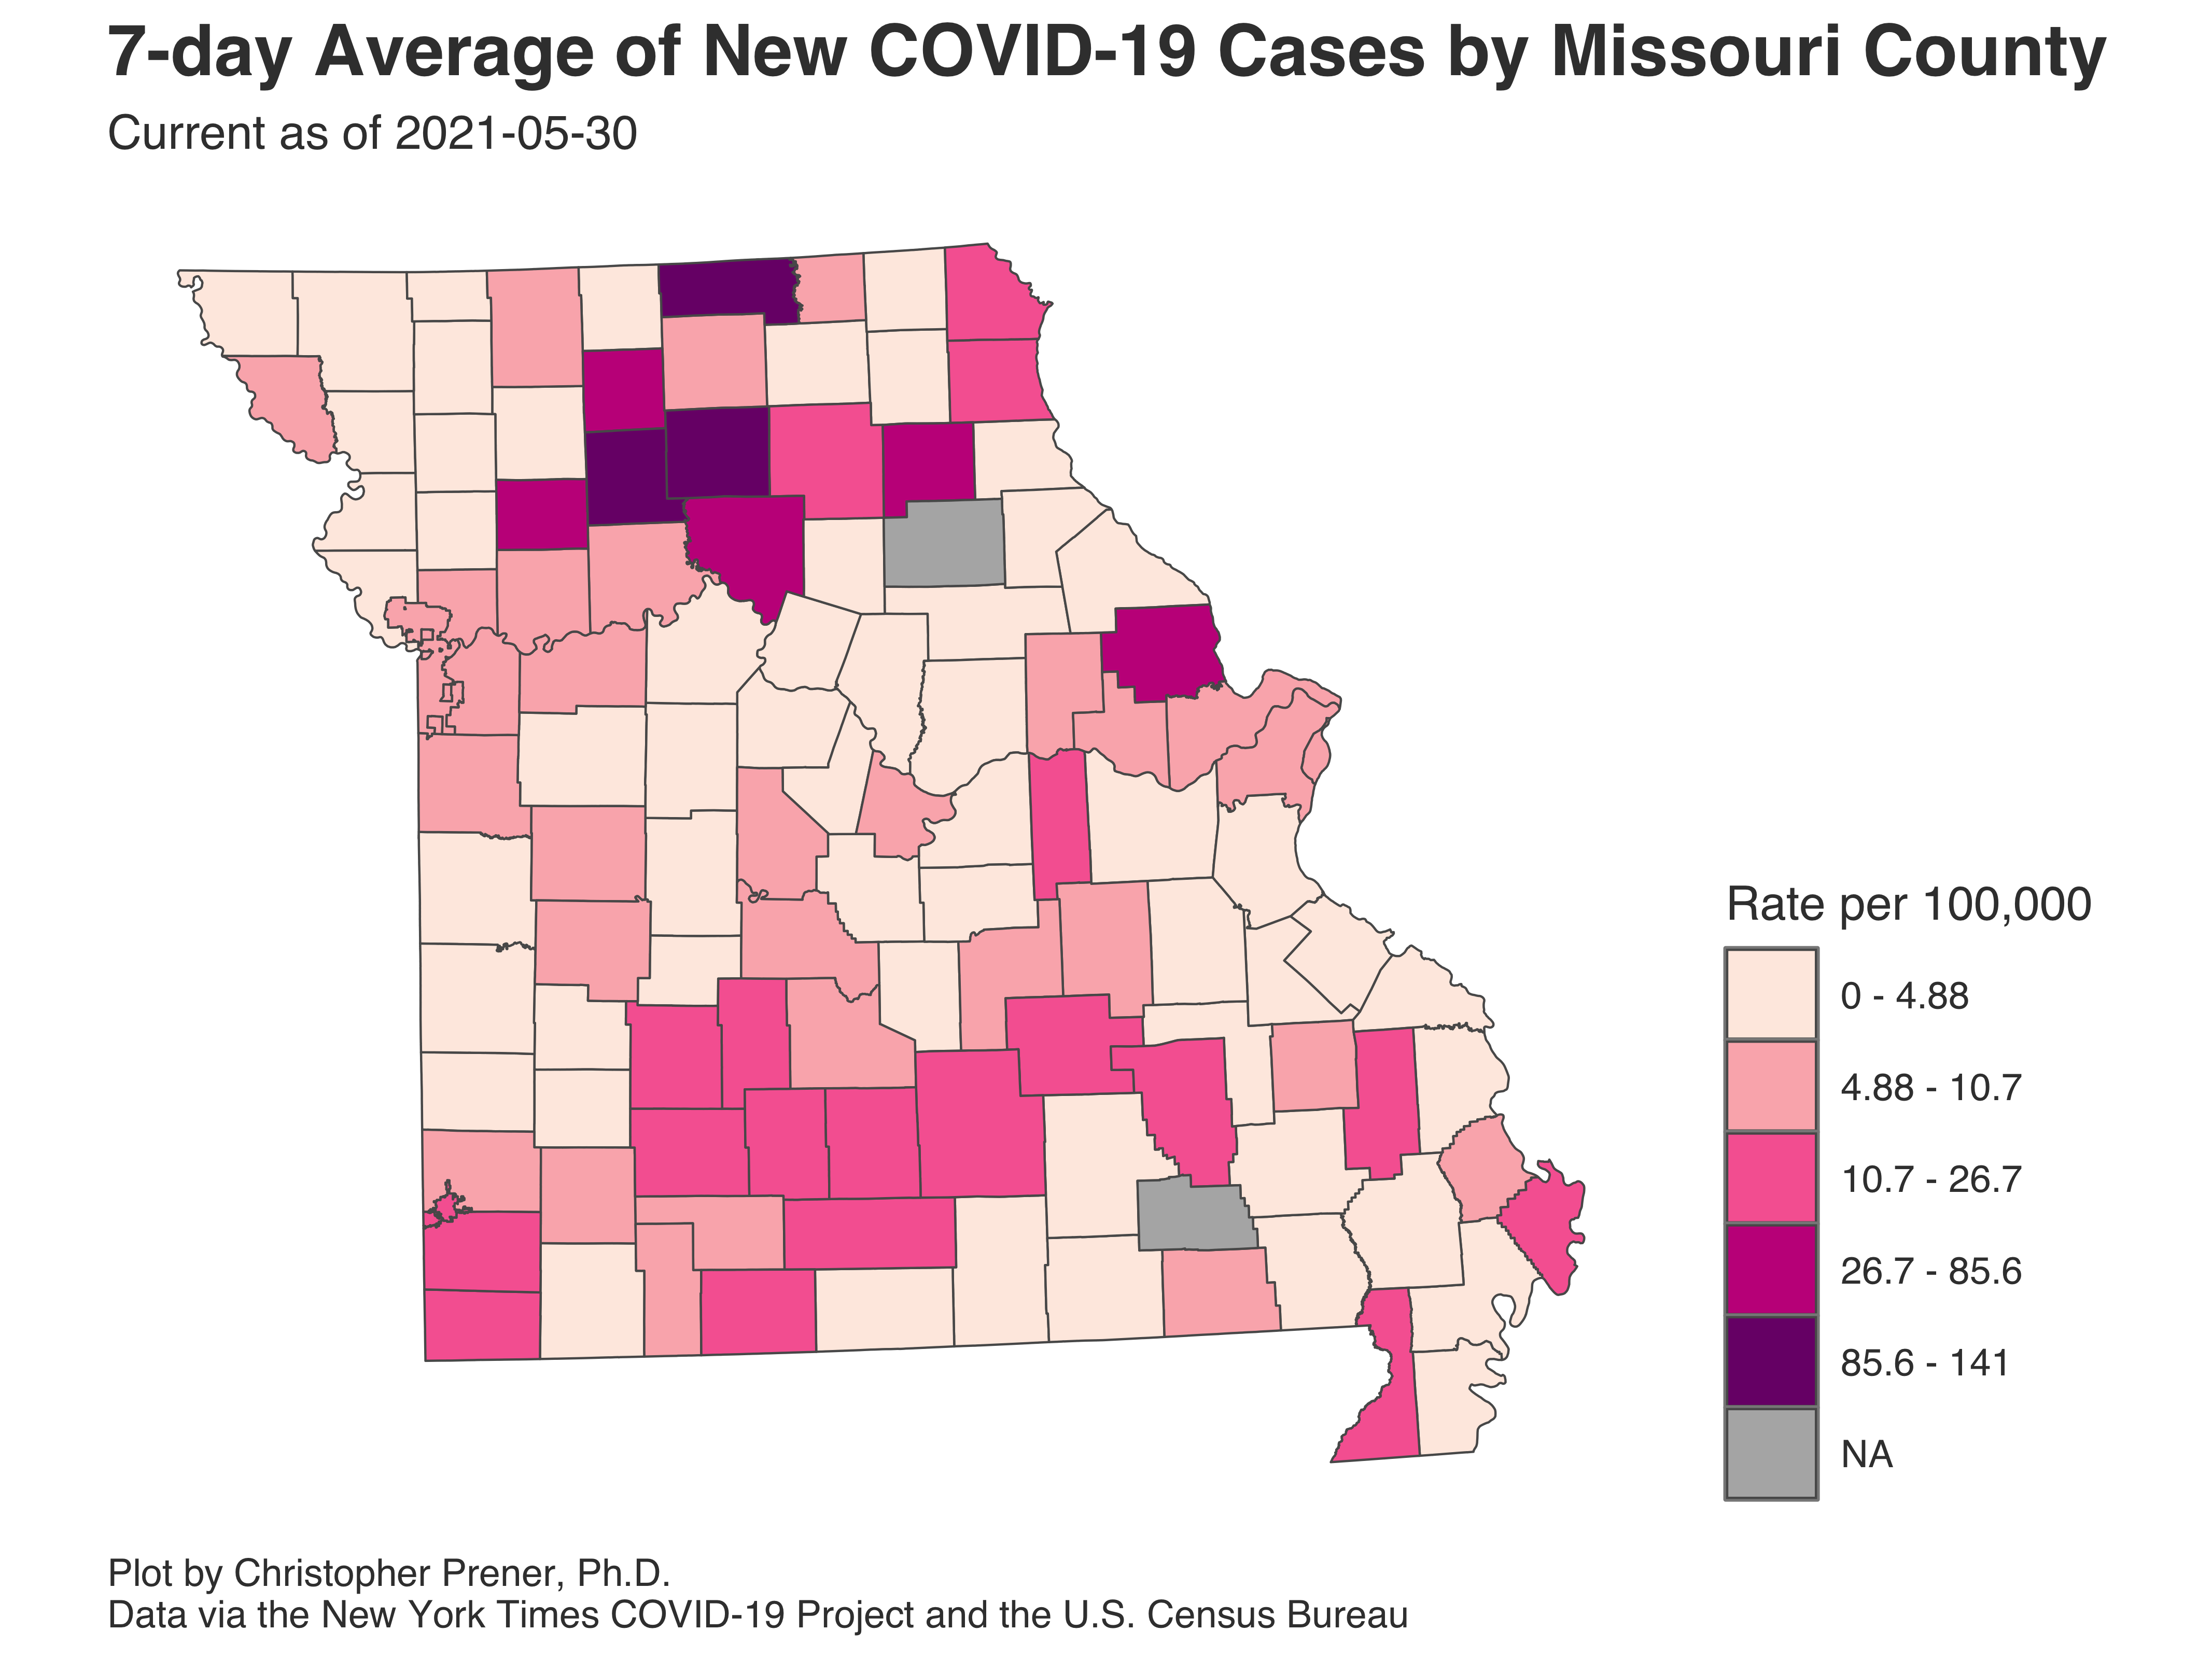 7-day Average of New COVID-19 Cases by Missouri County
Current as of 2021-05-30
Rate per 100,000
0 - 4.88
4.88 - 10.7
10.7 - 26.7
26.7 - 85.6
85.6 - 141
NA
Plot by Christopher Prener, Ph.D.
Data via the New York Times COVID-19 Project and the U.S. Census Bureau